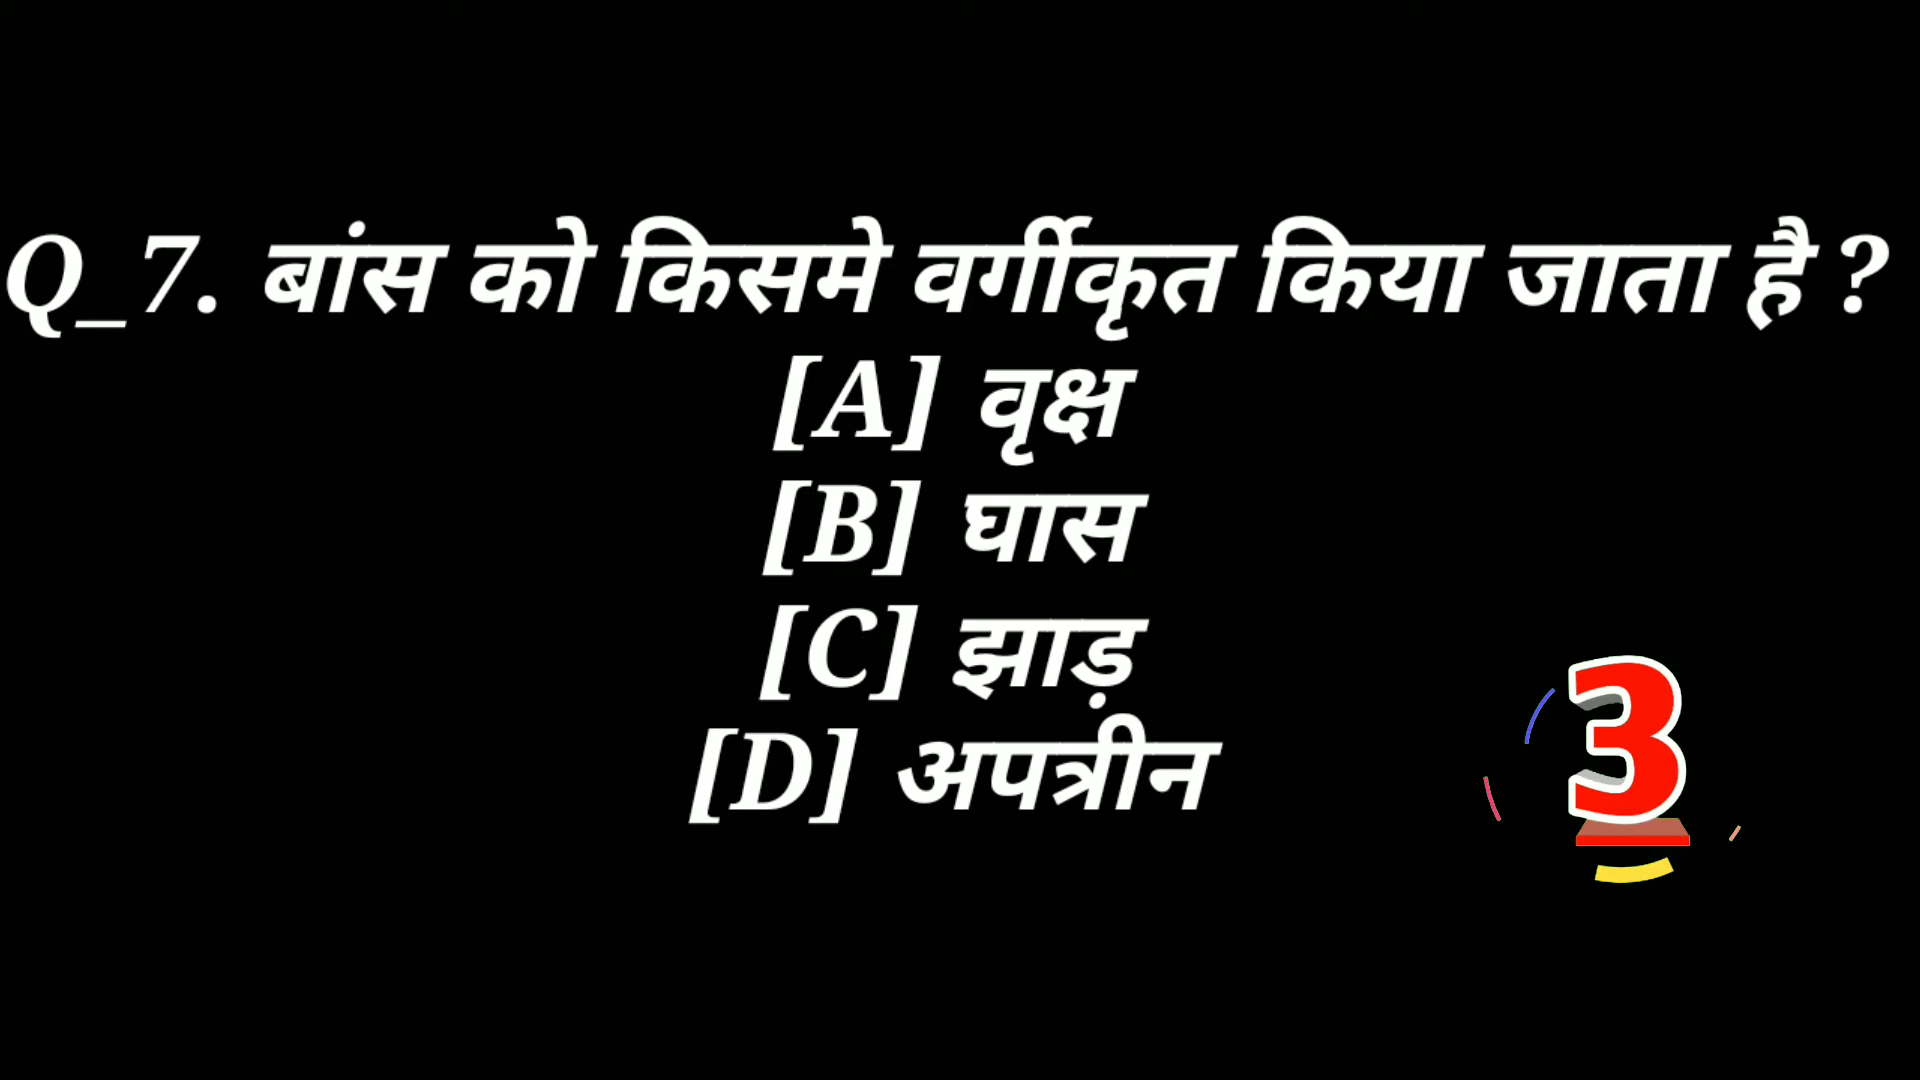 Q_7. बांस को किसमे वर्गीकृत किया जाता है ?
[A] वृक्ष
[B] घास
[C] झाड़
[D] अपत्रीन
3